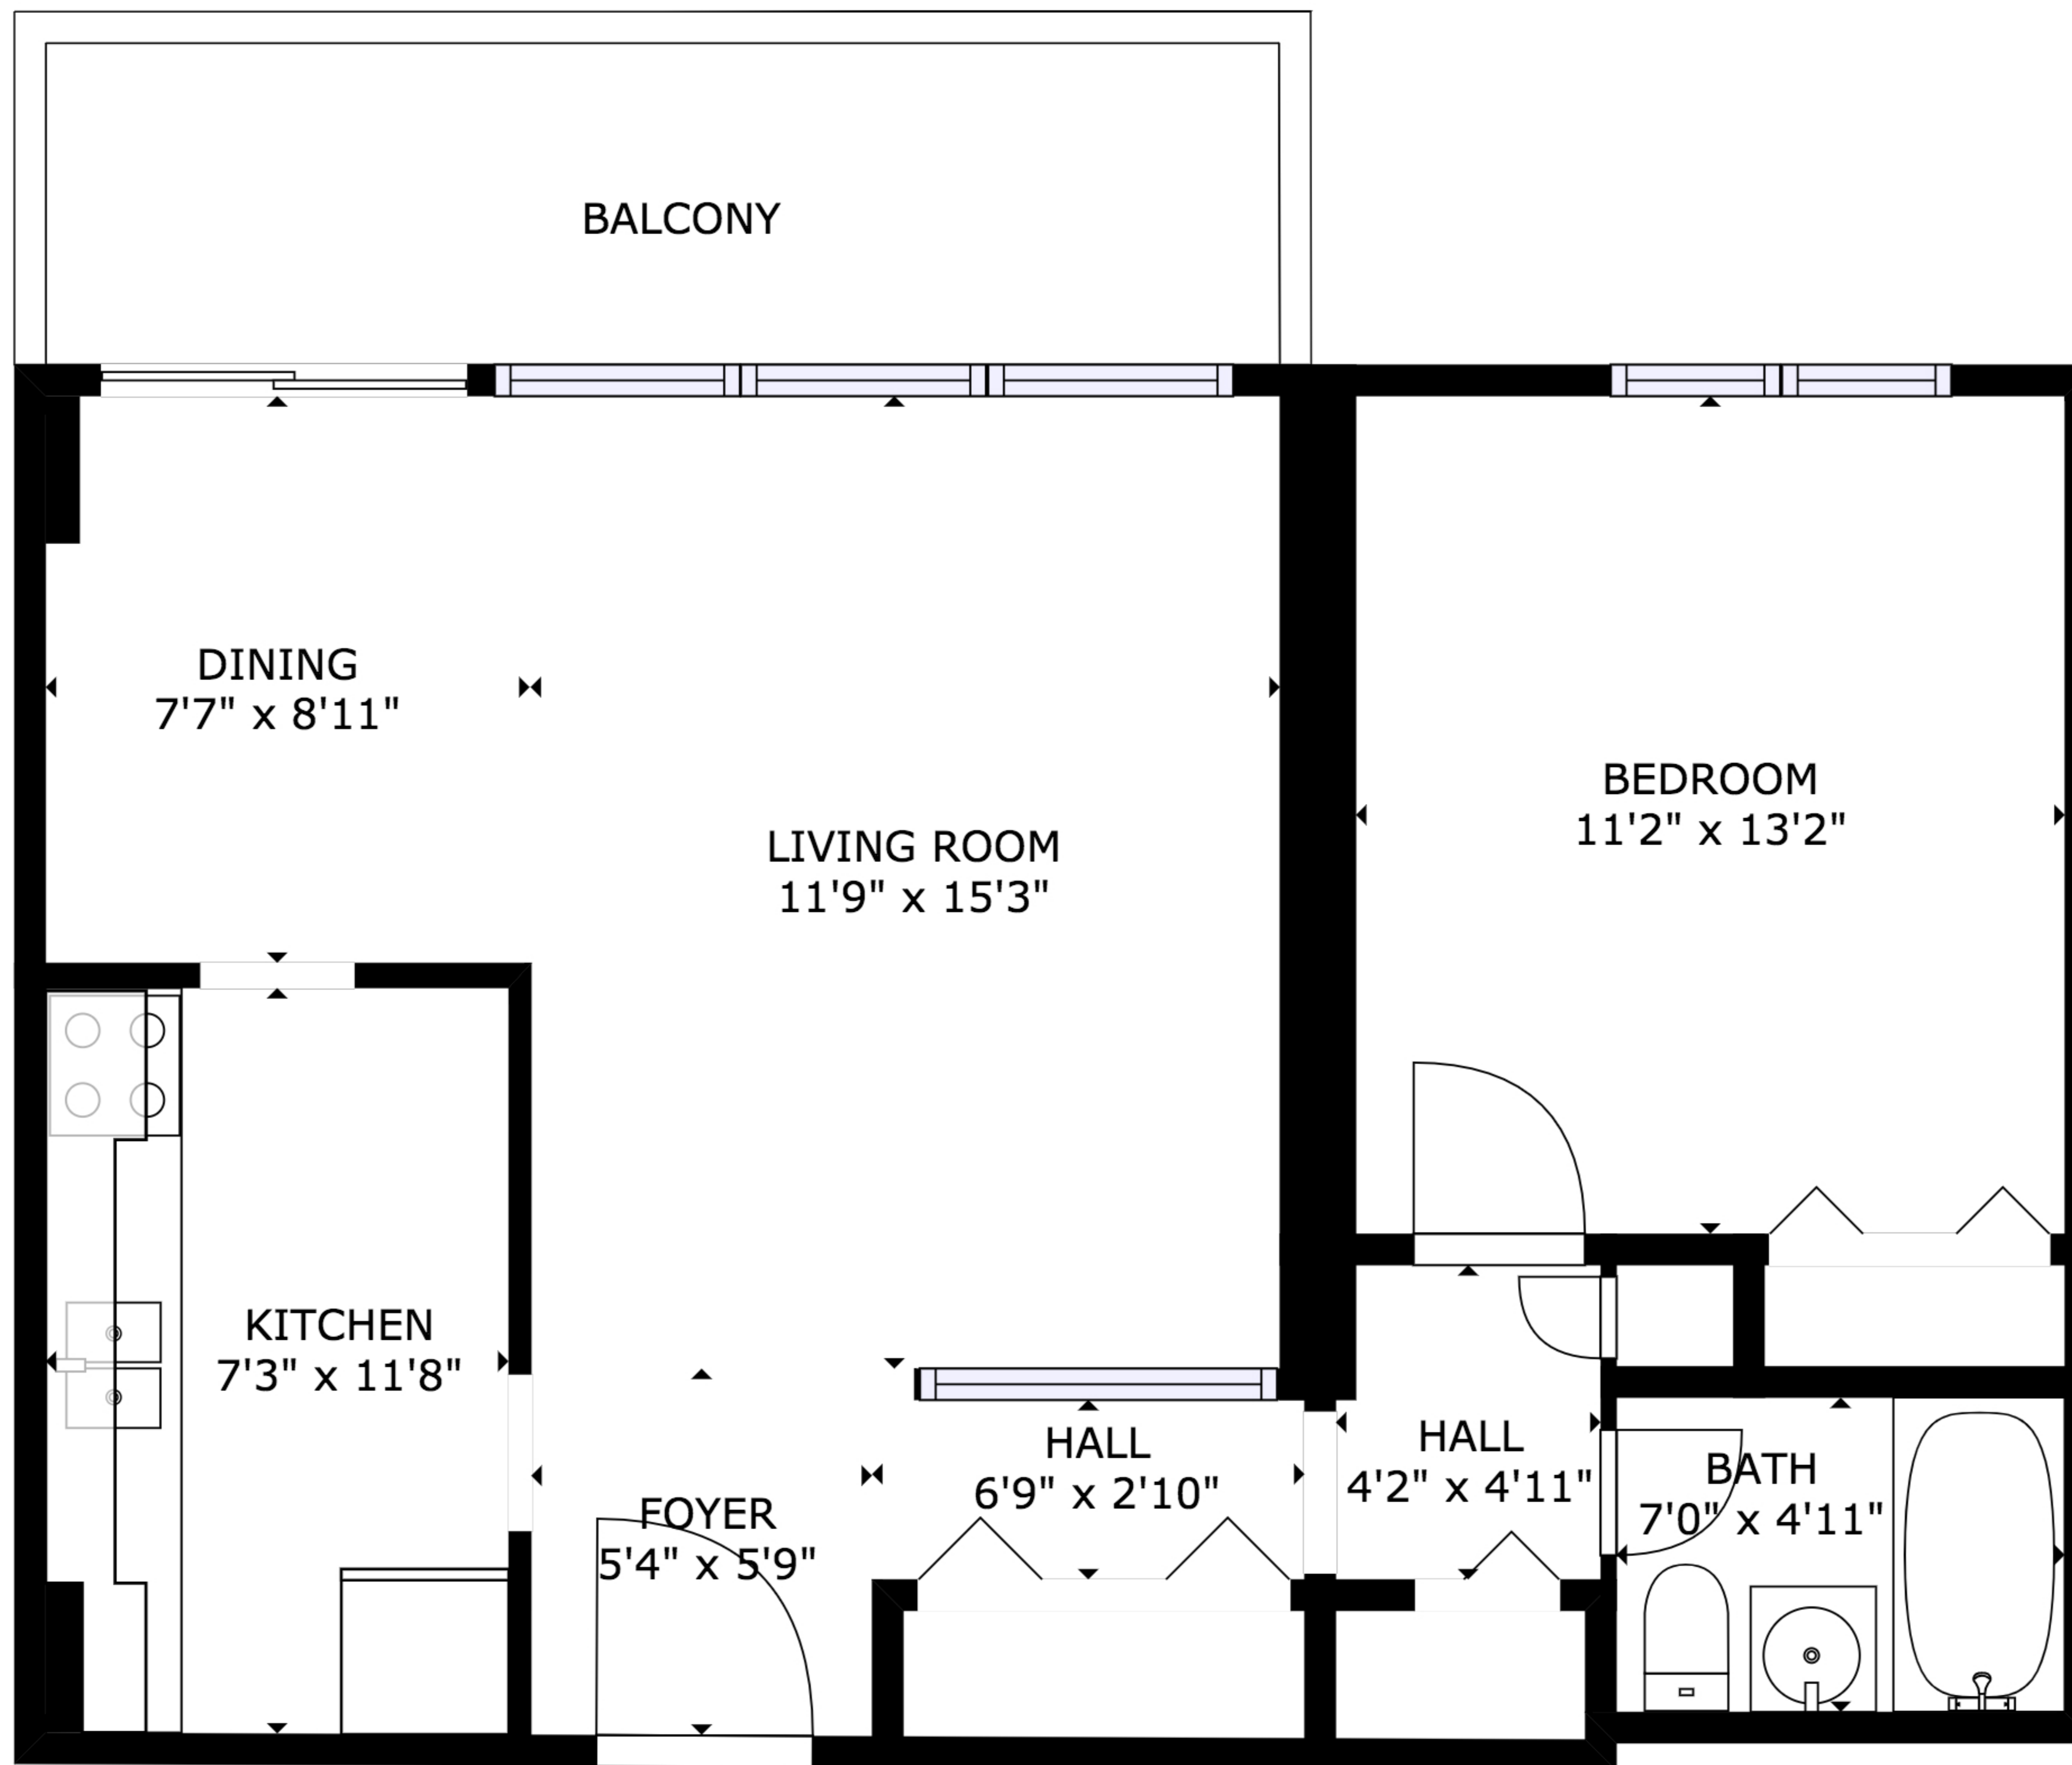 BALCONY
DINING
7'7" x 8'11"
LIVING ROOM
11'9" x 15'3"
BEDROOM
11'2" x 13'2"
KITCHEN
7'3" x 11'8"
FOYER
5'4" x 5'9"
HALL
6'9" x 2'10"
HALL
4'2" x 4'11"
BATH
7'0" x 4'11"